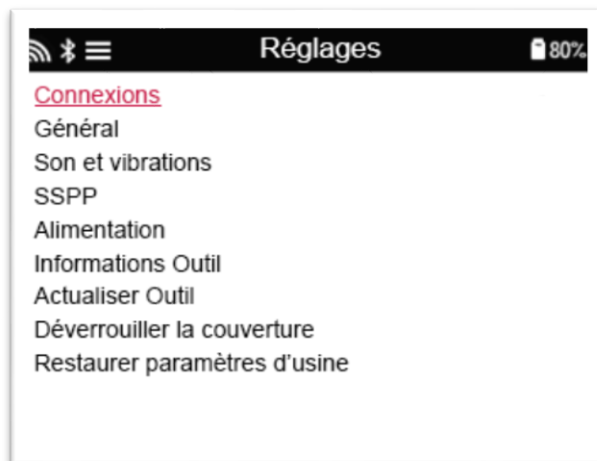 Réglages 80%
Connexions
Général
Son et vibrations
SSPP
Alimentation
Informations Outil
Actualiser Outil
Déverrouiller la couverture
Restaurer paramètres d'usine